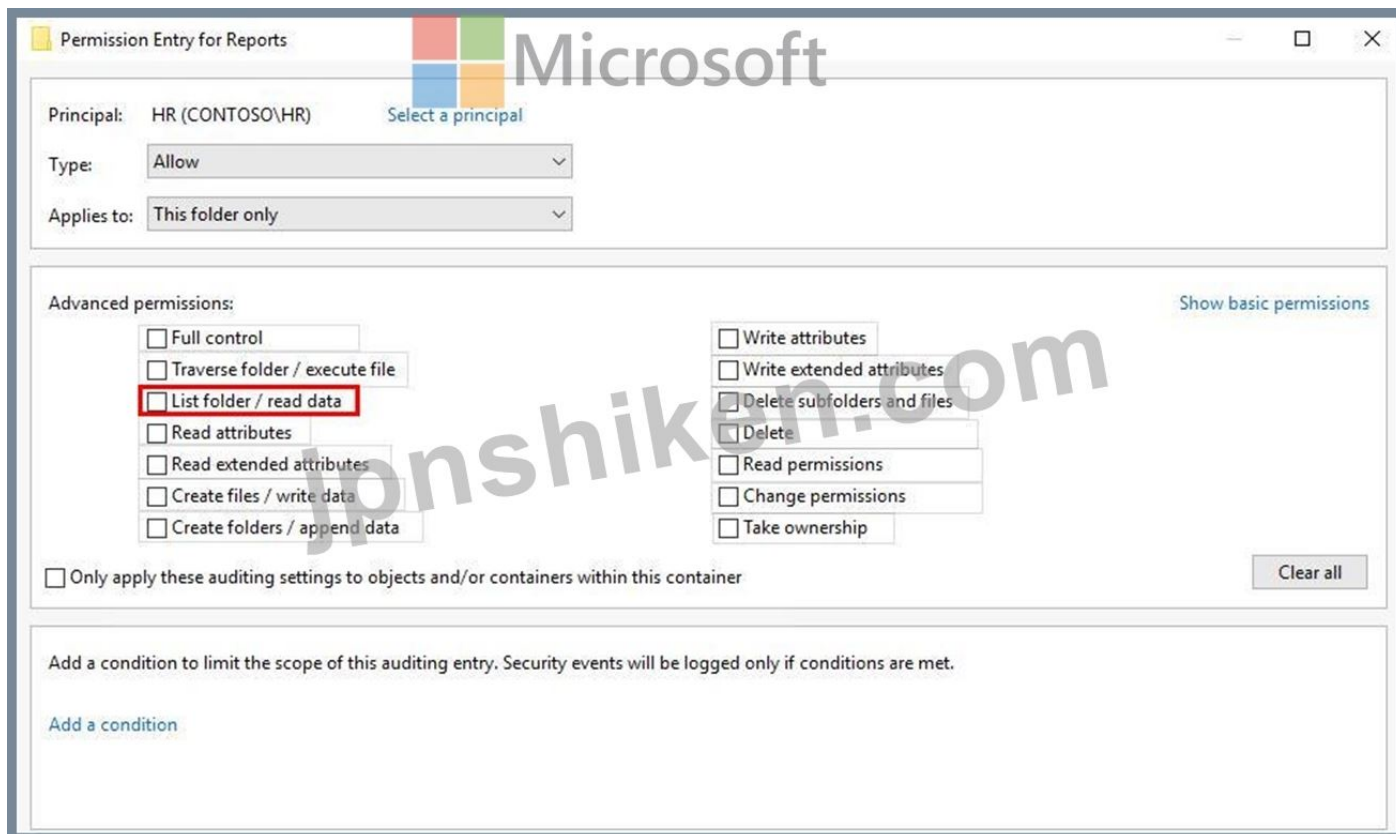 Permission Entry for Reports
Microsoft
Principal: HR (CONTOSO\HR) Select a principal
Type: Allow
Applies to: This folder only
Advanced permissions: Show basic permissions
Full control Write attributes
Traverse folder / execute file Write extended attributes
List folder / read data Delete subfolders and files
Read attributes Delete
Read extended attributes Read permissions
Create files / write data Change permissions
Create folders / append data Take ownership
jpnshiken.com
Only apply these auditing settings to objects and/or containers within this container Clear all
Add a condition to limit the scope of this auditing entry. Security events will be logged only if conditions are met.
Add a condition